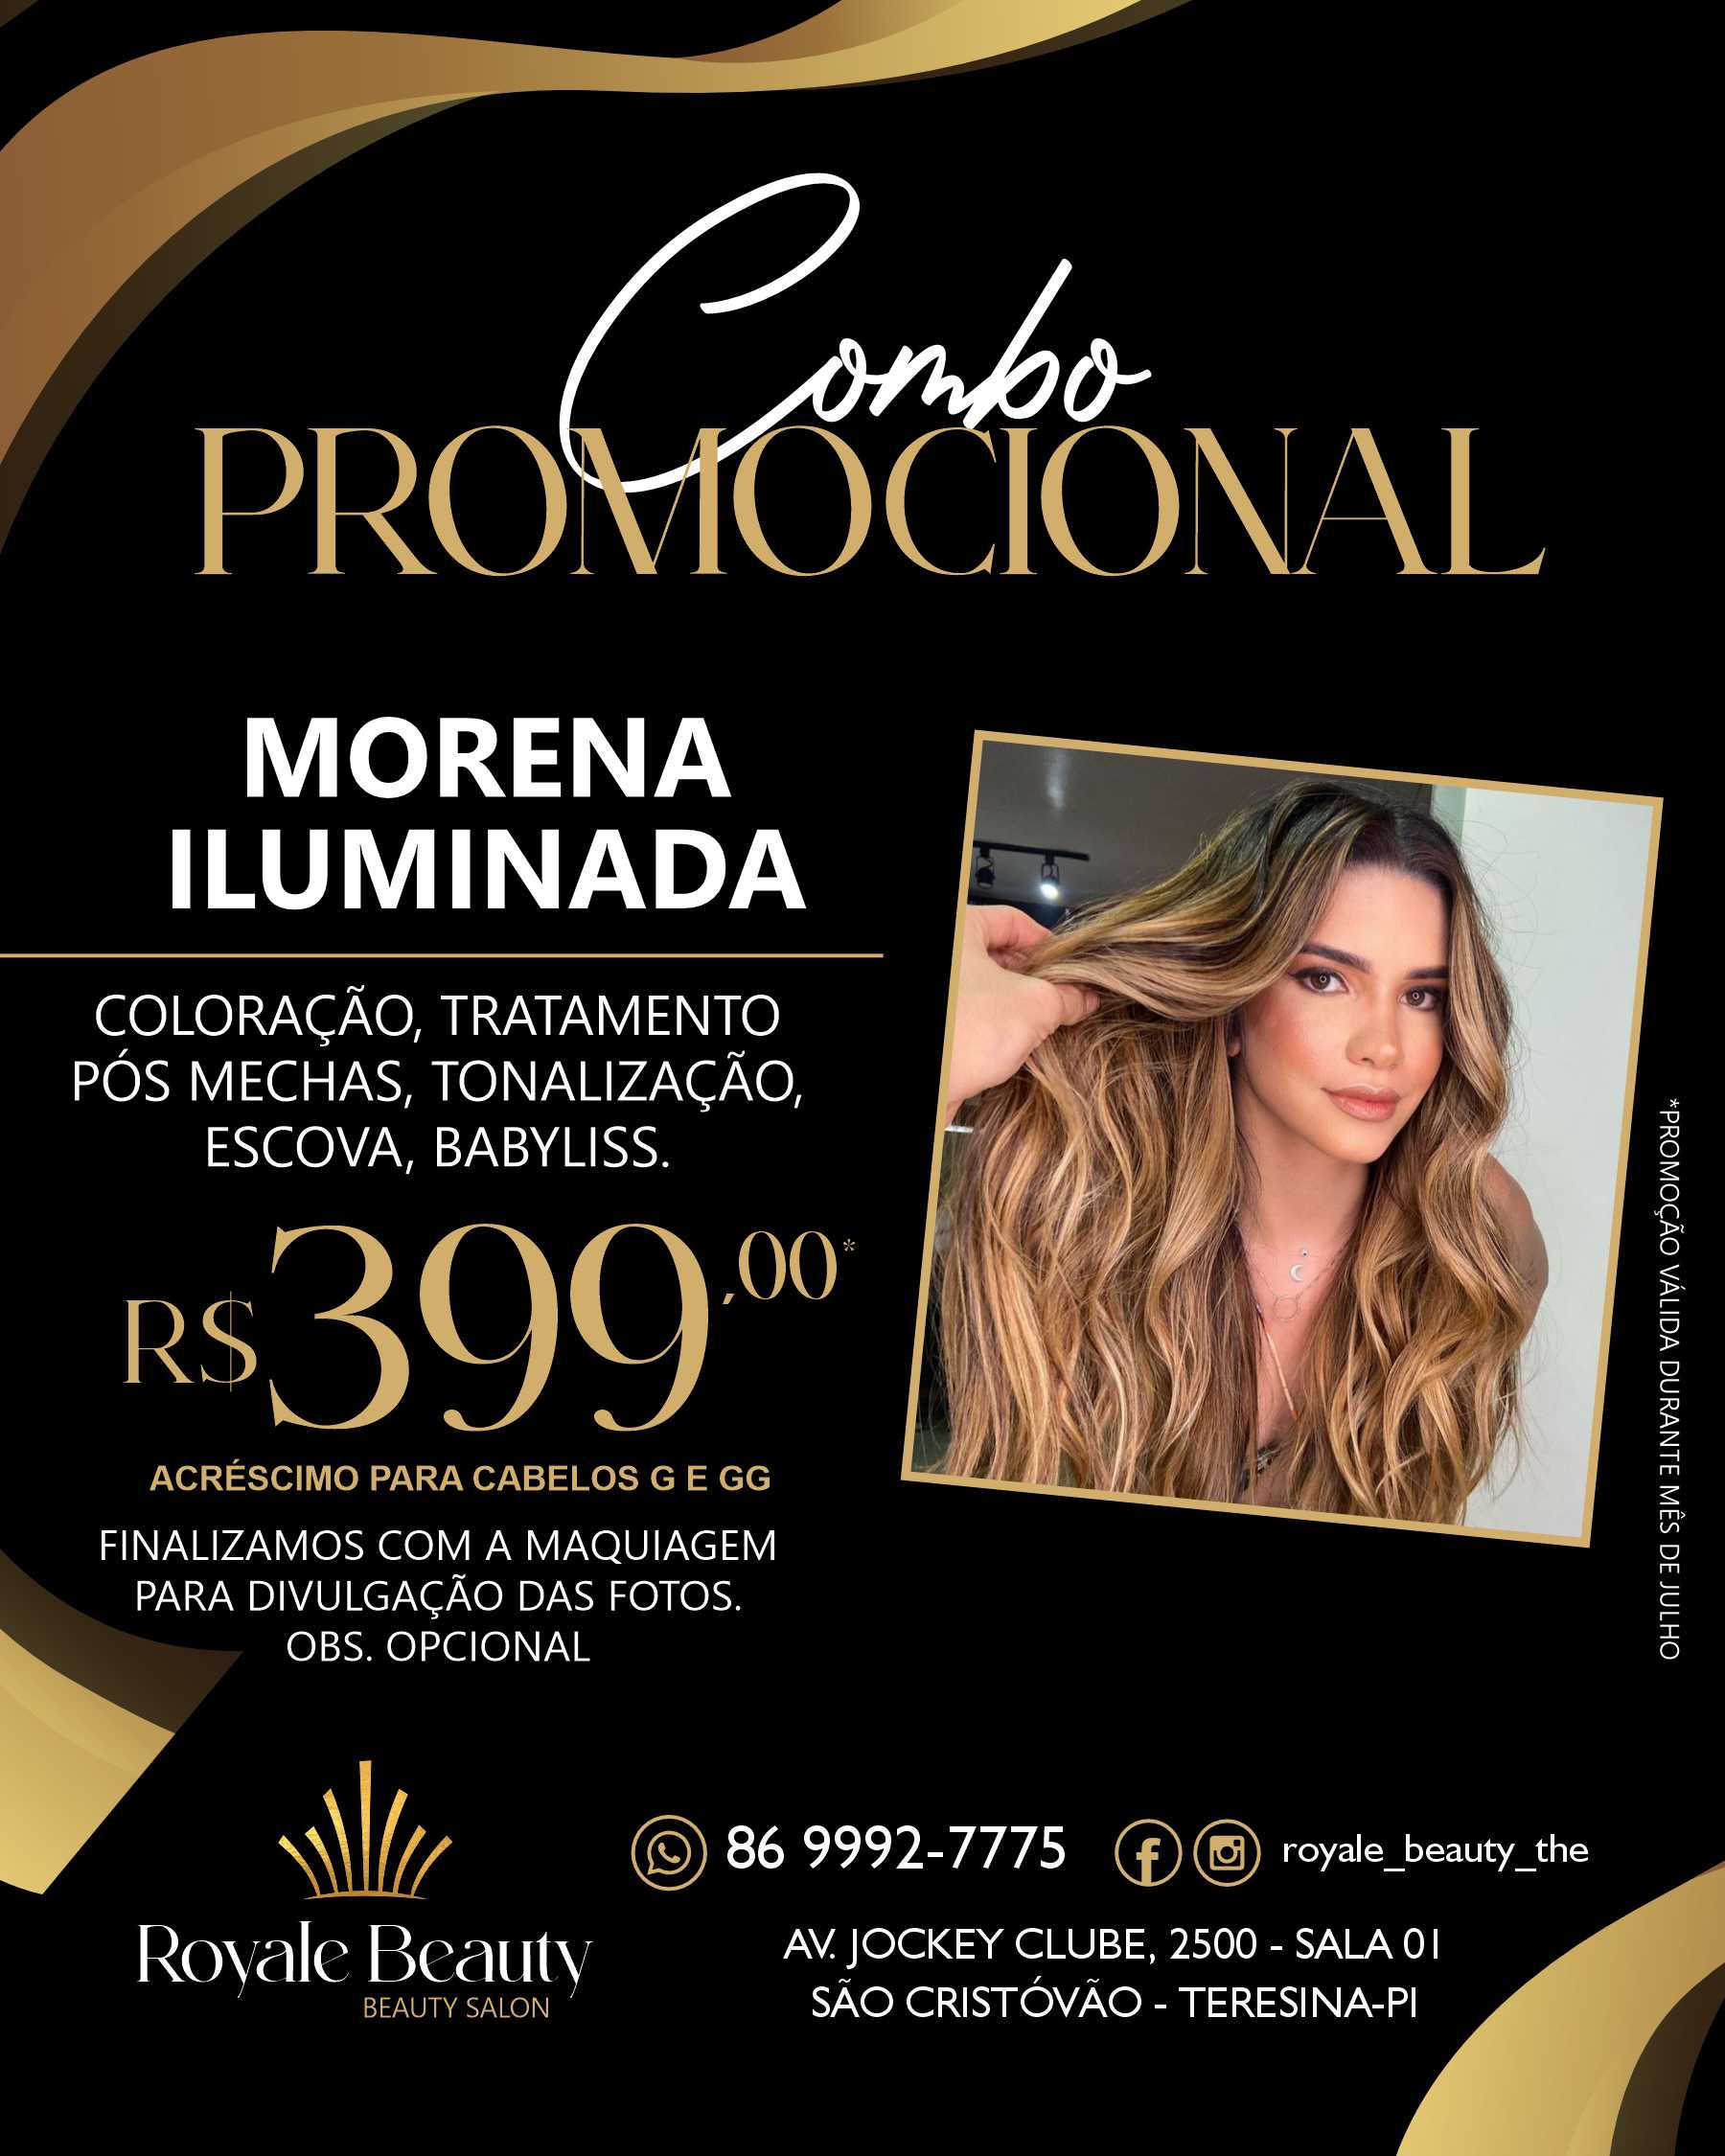 Combo
PROMOCIONAL
MORENA
ILUMINADA
COLORAÇÃO, TRATAMENTO
PÓS MECHAS, TONALIZAÇÃO,
ESCOVA, BABYLISS.
R$399,00*
ACRÉSCIMO PARA CABELOS G E GG
FINALIZAMOS COM A MAQUIAGEM
PARA DIVULGAÇÃO DAS FOTOS.
OBS. OPCIONAL
*PROMOÇÃO VÁLIDA DURANTE MÊS DE JULHO
Royale Beauty
BEAUTY SALON
86 9992-7775
royale_beauty_the
AV. JOCKEY CLUBE, 2500 - SALA 01
SÃO CRISTÓVÃO - TERESINA-PI